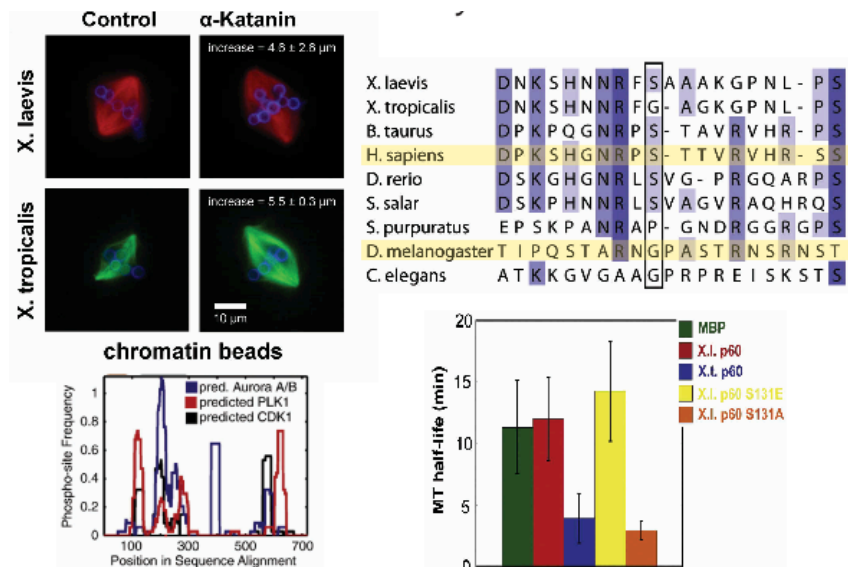 Control α-Katanin
X. laevis
increase = 4.6 ± 2.6 µm
X. tropicalis
increase = 5.5 ± 0.3 µm
10 µm
chromatin beads
X. laevis D N K S H N N R F S A A A K G P N L - P S
X. tropicalis D N K S H N N R F G - A G K G P N L - P S
B. taurus D P K P Q G N R P S - T A V R V H R - P S
H. sapiens D P K S H G N R P S - T T V R V H R - S S
D. rerio D S K R H G N R L S V G - P R G Q A R P S
S. salar D S K P H N N R L S V A G V R A Q H R Q S
S. purpuratus E P S K P A N R A P - G N D R G G R G P S
D. melanogaster T I P Q S T A R N G P A S T R N S R N S T
C. elegans A T K K G V G A A G P R P R E I S K S T S
Phospho-site Frequency
1
0.8
0.6
0.4
0.2
0
pred. Aurora A/B
predicted PLK1
predicted CDK1
100 300 500 700
Position in Sequence Alignment
MT half-life (min)
20
15
10
5
0
MBP
X.l. p60
X.t. p60
X.l. p60 S131E
X.l. p60 S131A